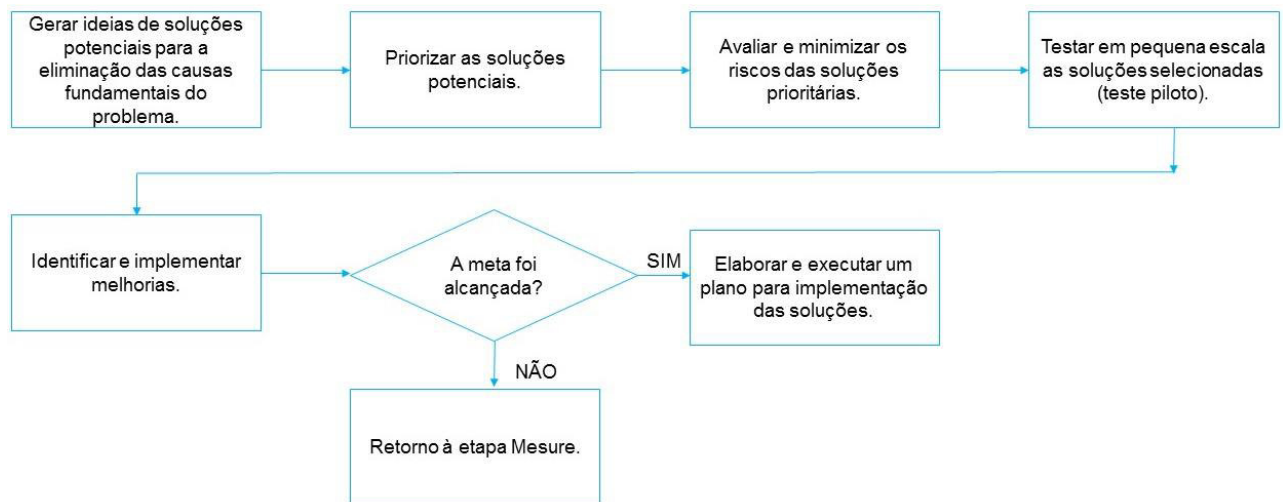 Gerar ideias de soluções
potenciais para a
eliminação das causas
fundamentais do
problema.
Priorizar as soluções
potenciais.
Avaliar e minimizar os
riscos das soluções
prioritárias.
Testar em pequena escala
as soluções selecionadas
(teste piloto).
Identificar e implementar
melhorias.
A meta foi
alcançada?
SIM
Elaborar e executar um
plano para implementação
das soluções.
NÃO
Retorno à etapa Mesure.